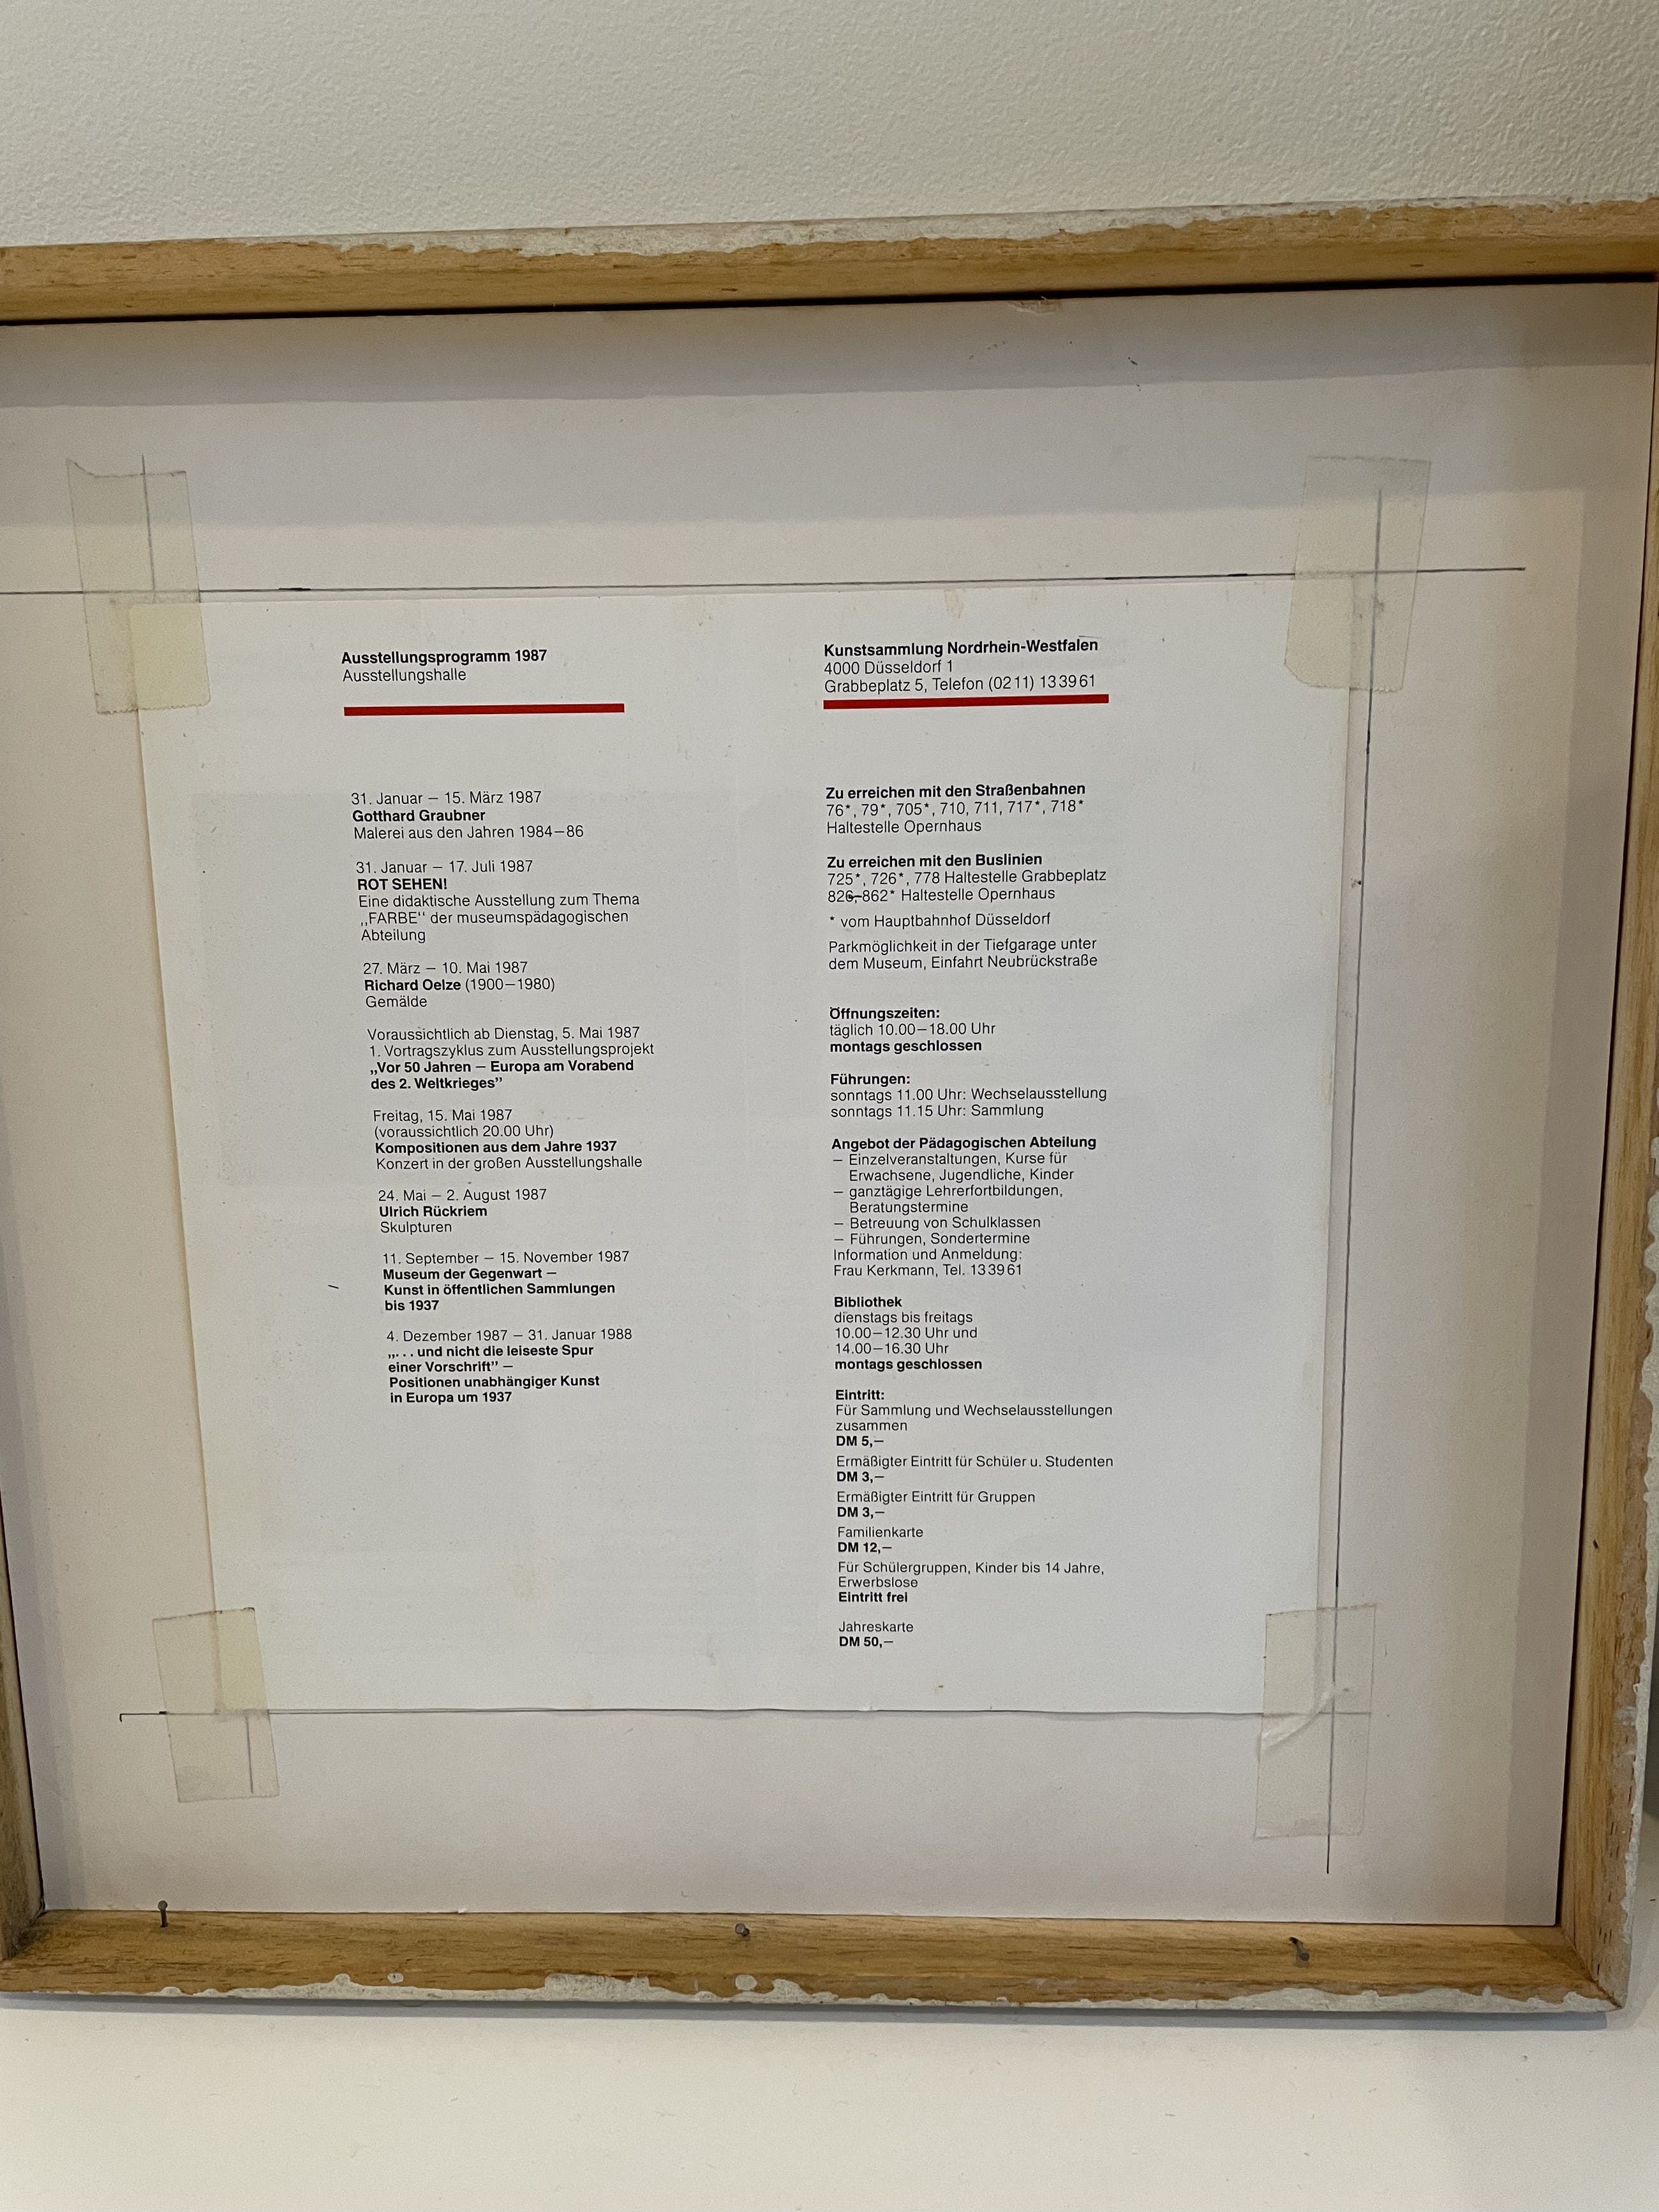 Ausstellungsprogramm 1987
Ausstellungshalle
31. Januar – 15. März 1987
Gotthard Graubner
Malerei aus den Jahren 1984–86
31. Januar – 17. Juli 1987
ROT SEHEN!
Eine didaktische Ausstellung zum Thema
„FARBE“ der museumspädagogischen
Abteilung
27. März – 10. Mai 1987
Richard Oelze (1900–1980)
Gemälde
Voraussichtlich ab Dienstag, 5. Mai 1987
1. Vortragszyklus zum Ausstellungsprojekt
„Vor 50 Jahren – Europa am Vorabend
des 2. Weltkrieges”
Freitag, 15. Mai 1987
(voraussichtlich 20.00 Uhr)
Kompositionen aus dem Jahre 1937
Konzert in der großen Ausstellungshalle
24. Mai – 2. August 1987
Ulrich Rückriem
Skulpturen
11. September – 15. November 1987
Museum der Gegenwart –
Kunst in öffentlichen Sammlungen
bis 1937
4. Dezember 1987 – 31. Januar 1988
„. . . und nicht die leiseste Spur
einer Vorschrift” –
Positionen unabhängiger Kunst
in Europa um 1937
Kunstsammlung Nordrhein-Westfalen
4000 Düsseldorf 1
Grabbeplatz 5, Telefon (02 11) 13 39 61
Zu erreichen mit den Straßenbahnen
76*, 79*, 705*, 710, 711, 717*, 718*
Haltestelle Opernhaus
Zu erreichen mit den Buslinien
725*, 726*, 778 Haltestelle Grabbeplatz
826–862* Haltestelle Opernhaus
* vom Hauptbahnhof Düsseldorf
Parkmöglichkeit in der Tiefgarage unter
dem Museum, Einfahrt Neubrückstraße
Öffnungszeiten:
täglich 10.00–18.00 Uhr
montags geschlossen
Führungen:
sonntags 11.00 Uhr: Wechselausstellung
sonntags 11.15 Uhr: Sammlung
Angebot der Pädagogischen Abteilung
– Einzelveranstaltungen, Kurse für
Erwachsene, Jugendliche, Kinder
– ganztägige Lehrerfortbildungen,
Beratungstermine
– Betreuung von Schulklassen
– Führungen, Sondertermine
Information und Anmeldung:
Frau Kerkmann, Tel. 13 39 61
Bibliothek
dienstags bis freitags
10.00–12.30 Uhr und
14.00–16.30 Uhr
montags geschlossen
Eintritt:
Für Sammlung und Wechselausstellungen
zusammen
DM 5,–
Ermäßigter Eintritt für Schüler u. Studenten
DM 3,–
Ermäßigter Eintritt für Gruppen
DM 3,–
Familienkarte
DM 12,–
Für Schülergruppen, Kinder bis 14 Jahre,
Erwerbslose
Eintritt frei
Jahreskarte
DM 50,–